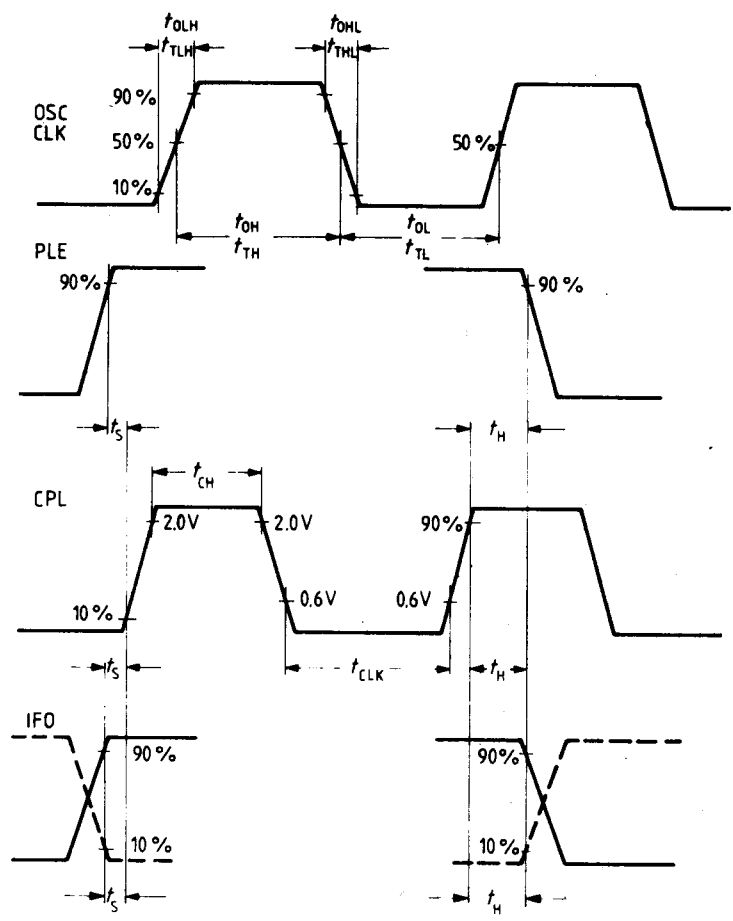 tOLH tOHL
tTLH tTHL
90%
OSC
CLK
50% 50%
10%
tOH tOL
tTH tTL
PLE
90% 90%
tS tH
tCH
CPL
2.0V 2.0V 90%
0.6V 0.6V
10%
tS tCLK tH
IFO
90% 90%
10% 10%
tS tH